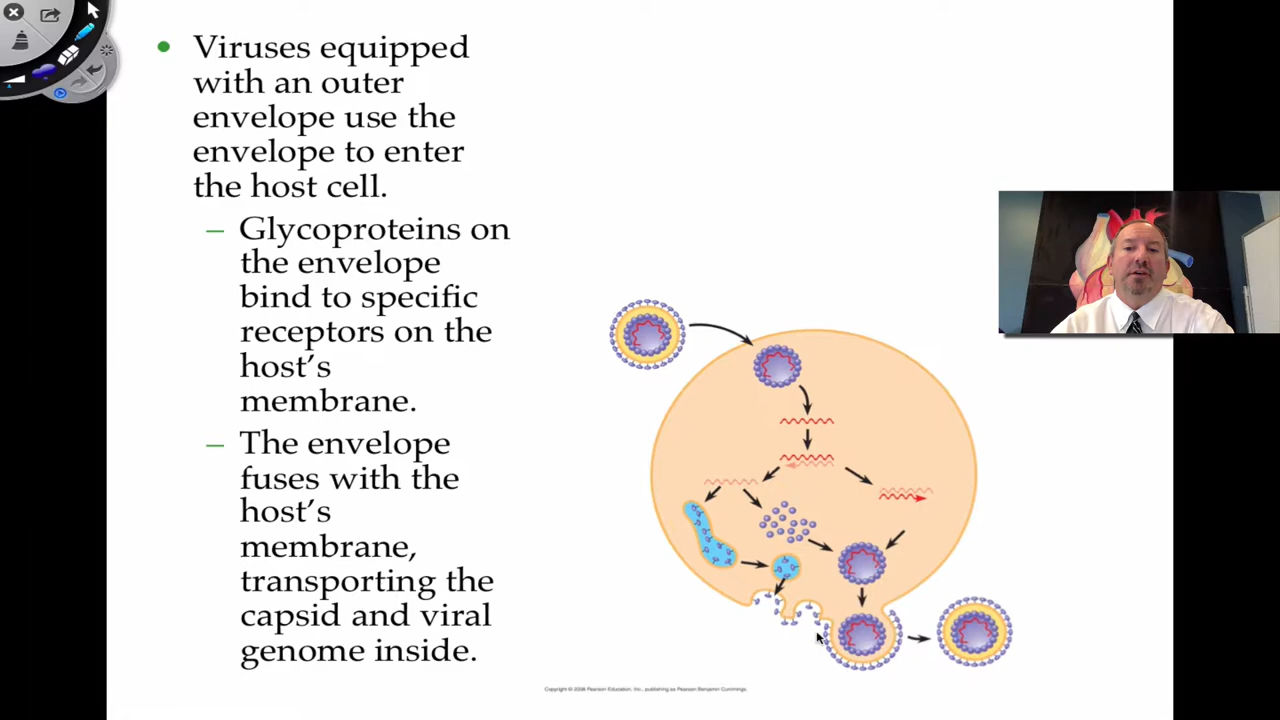 • Viruses equipped
with an outer
envelope use the
envelope to enter
the host cell.
– Glycoproteins on
the envelope
bind to specific
receptors on the
host’s
membrane.
– The envelope
fuses with the
host’s
membrane,
transporting the
capsid and viral
genome inside.
Copyright © 2008 Pearson Education, Inc., publishing as Pearson Benjamin Cummings.